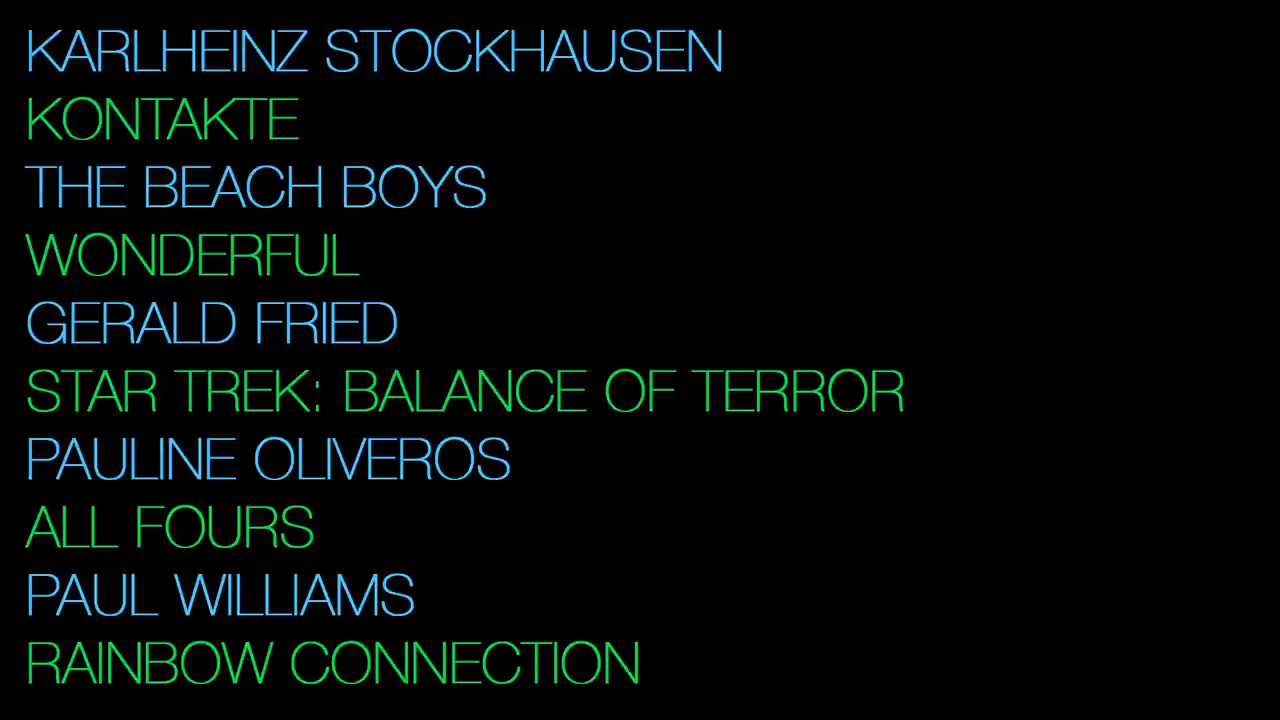 KARLHEINZ STOCKHAUSEN
KONTAKTE
THE BEACH BOYS
WONDERFUL
GERALD FRIED
STAR TREK: BALANCE OF TERROR
PAULINE OLIVEROS
ALL FOURS
PAUL WILLIAMS
RAINBOW CONNECTION